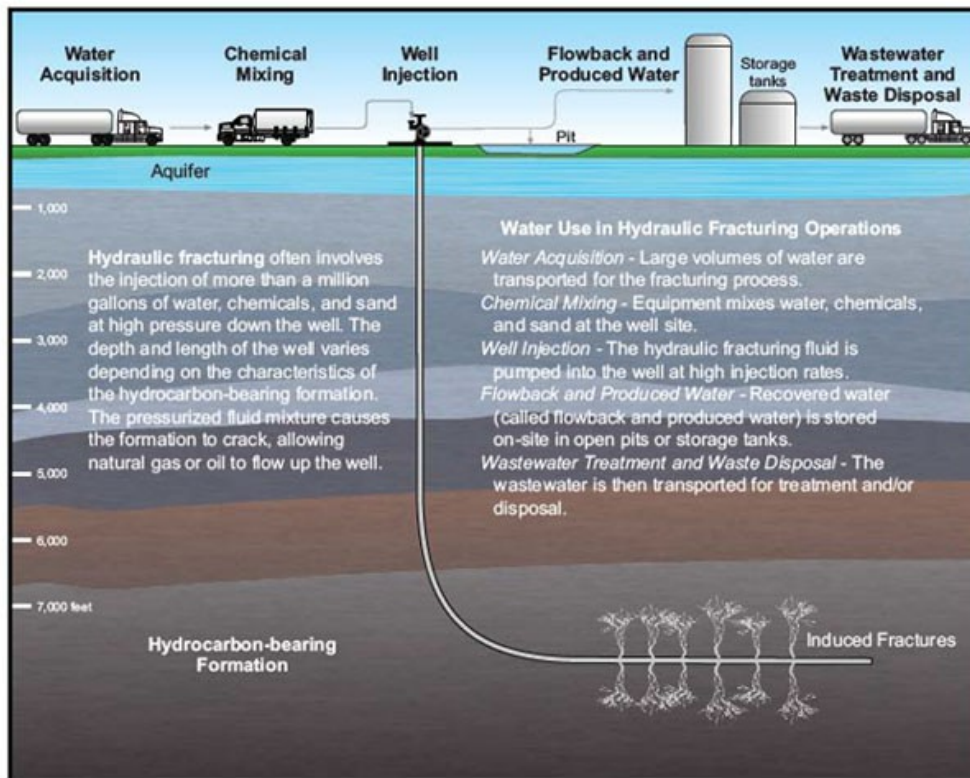 Water
Acquisition
Chemical
Mixing
Well
Injection
Flowback and
Produced Water
Storage
tanks
Wastewater
Treatment and
Waste Disposal
Pit
Aquifer
1,000
2,000
3,000
4,000
5,000
6,000
7,000 feet
Hydraulic fracturing often involves
the injection of more than a million
gallons of water, chemicals, and sand
at high pressure down the well. The
depth and length of the well varies
depending on the characteristics of
the hydrocarbon-bearing formation.
The pressurized fluid mixture causes
the formation to crack, allowing
natural gas or oil to flow up the well.
Water Use in Hydraulic Fracturing Operations
Water Acquisition - Large volumes of water are
transported for the fracturing process.
Chemical Mixing - Equipment mixes water, chemicals,
and sand at the well site.
Well Injection - The hydraulic fracturing fluid is
pumped into the well at high injection rates.
Flowback and Produced Water - Recovered water
(called flowback and produced water) is stored
on-site in open pits or storage tanks.
Wastewater Treatment and Waste Disposal - The
wastewater is then transported for treatment and/or
disposal.
Hydrocarbon-bearing
Formation
Induced Fractures